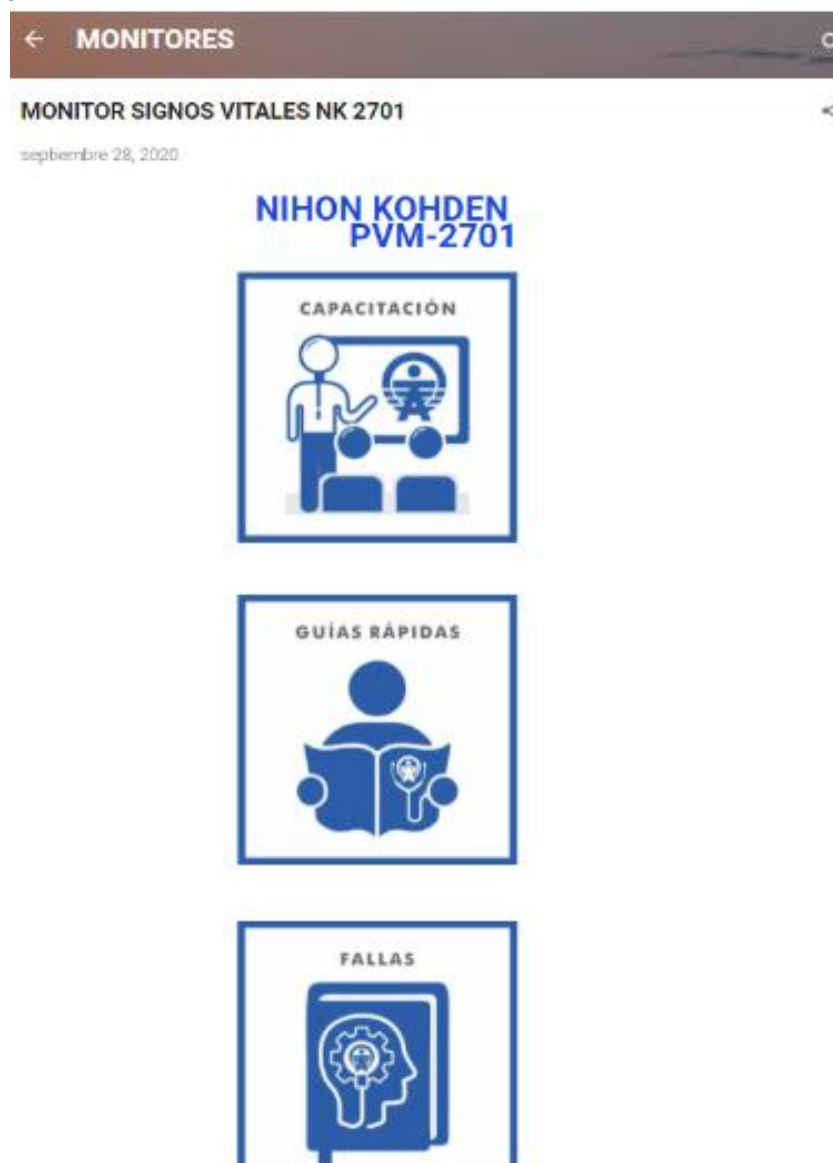 MONITORES
MONITOR SIGNOS VITALES NK 2701
septiembre 28, 2020
NIHON KOHDEN
PVM-2701
CAPACITACIÓN
GUÍAS RÁPIDAS
FALLAS